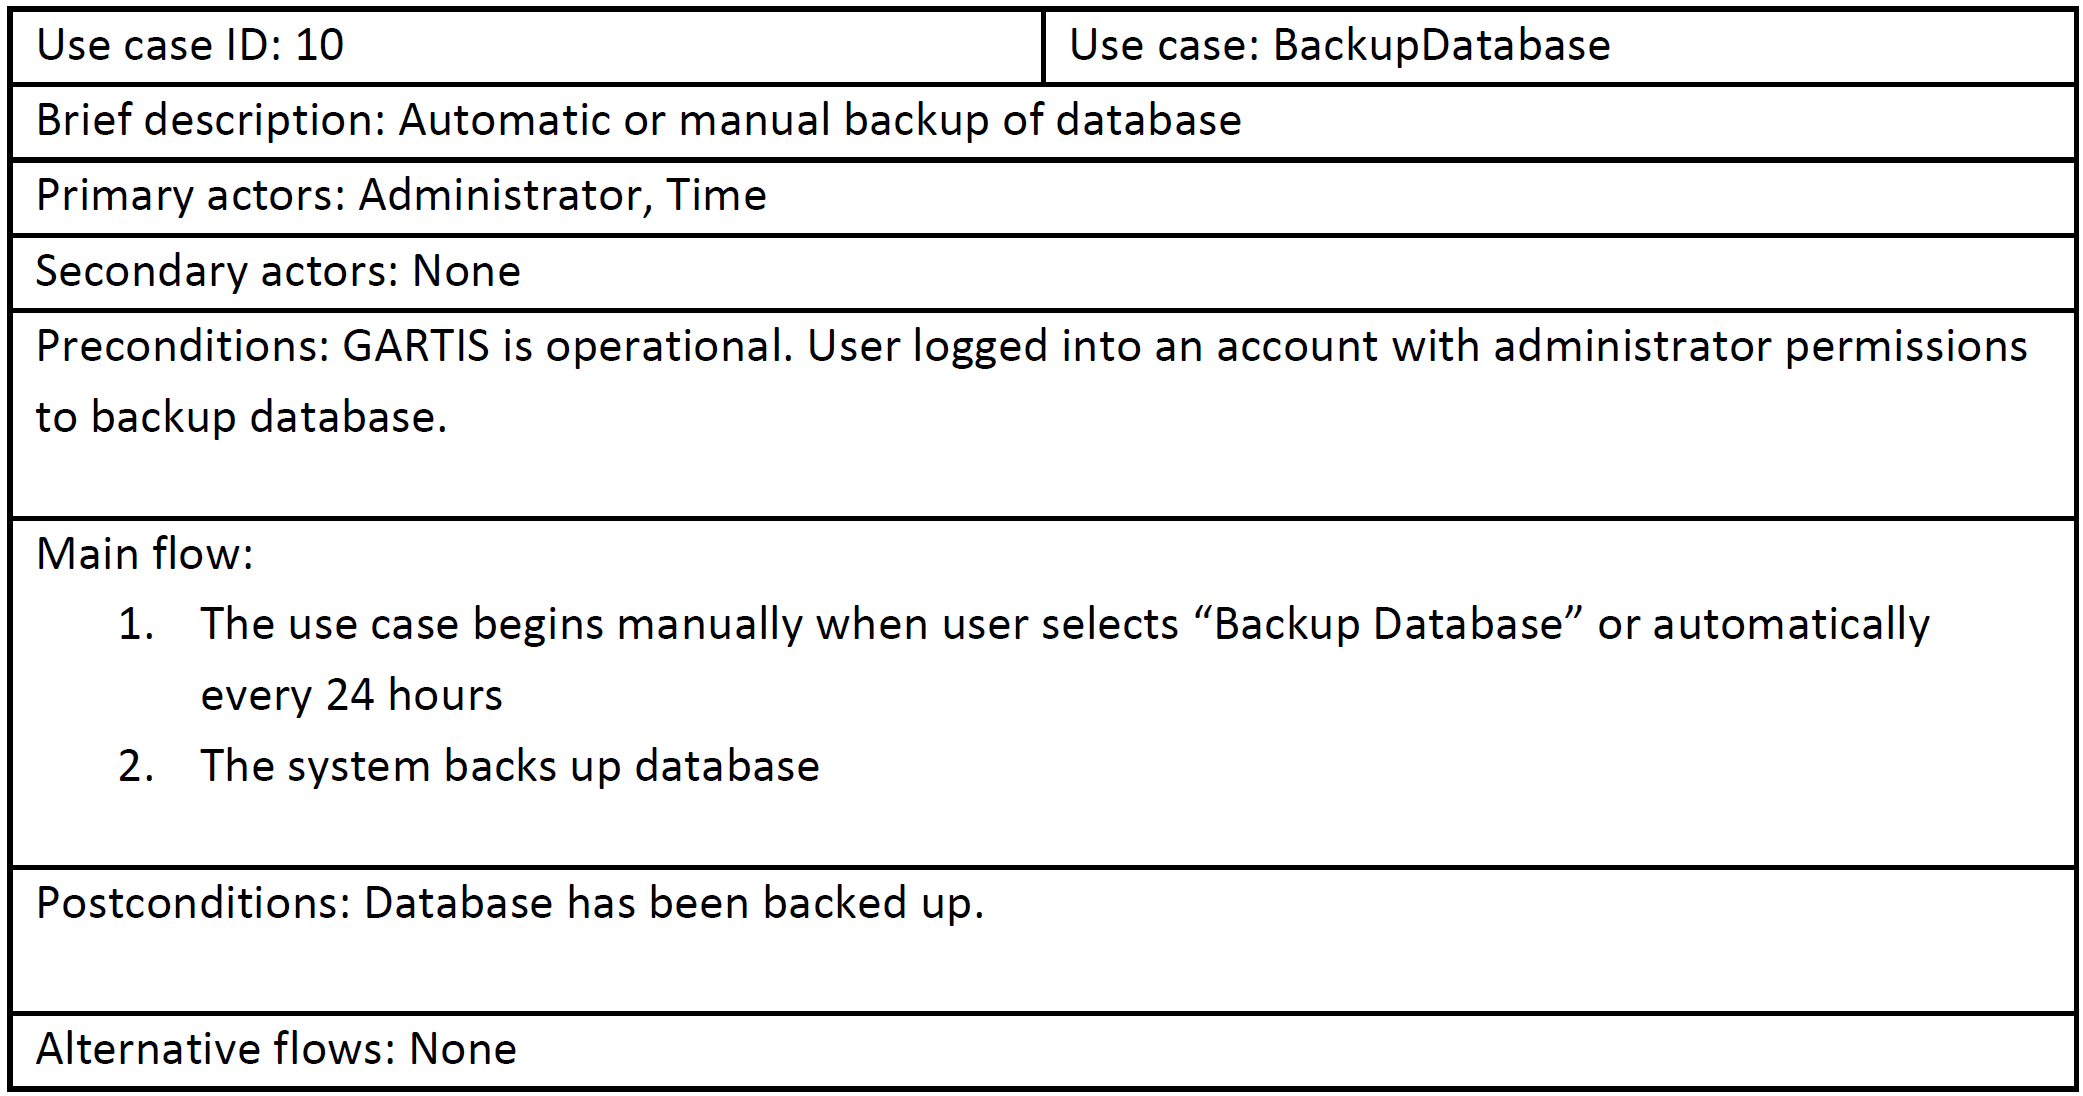 Use case ID: 10
Use case: BackupDatabase
Brief description: Automatic or manual backup of database
Primary actors: Administrator, Time
Secondary actors: None
Preconditions: GARTIS is operational. User logged into an account with administrator permissions
to backup database.
Main flow:
1. The use case begins manually when user selects “Backup Database” or automatically
every 24 hours
2. The system backs up database
Postconditions: Database has been backed up.
Alternative flows: None